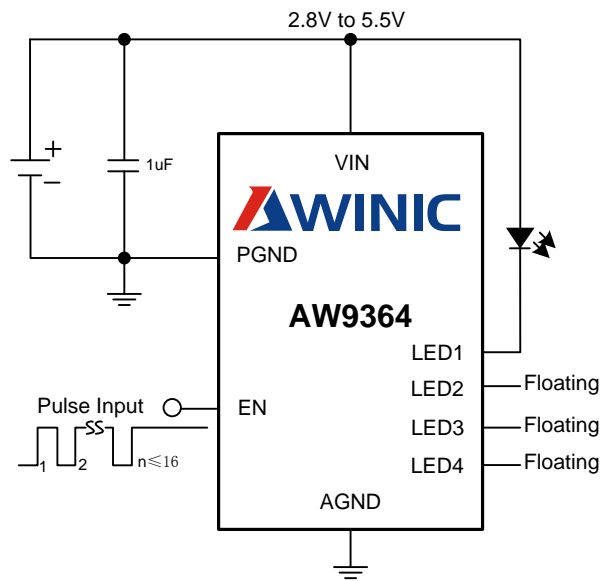 2.8V to 5.5V
+
1uF
−
VIN
AWINIC
PGND
AW9364
LED1
LED2
Floating
Pulse Input
EN
LED3
Floating
1
2
n≤16
LED4
Floating
AGND